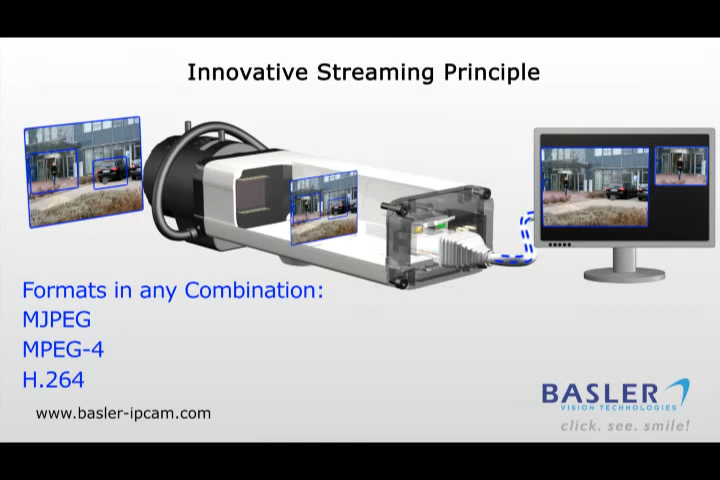 Innovative Streaming Principle
Formats in any Combination:
MJPEG
MPEG-4
H.264
www.basler-ipcam.com
BASLER
VISION TECHNOLOGIES
click. see. smile!